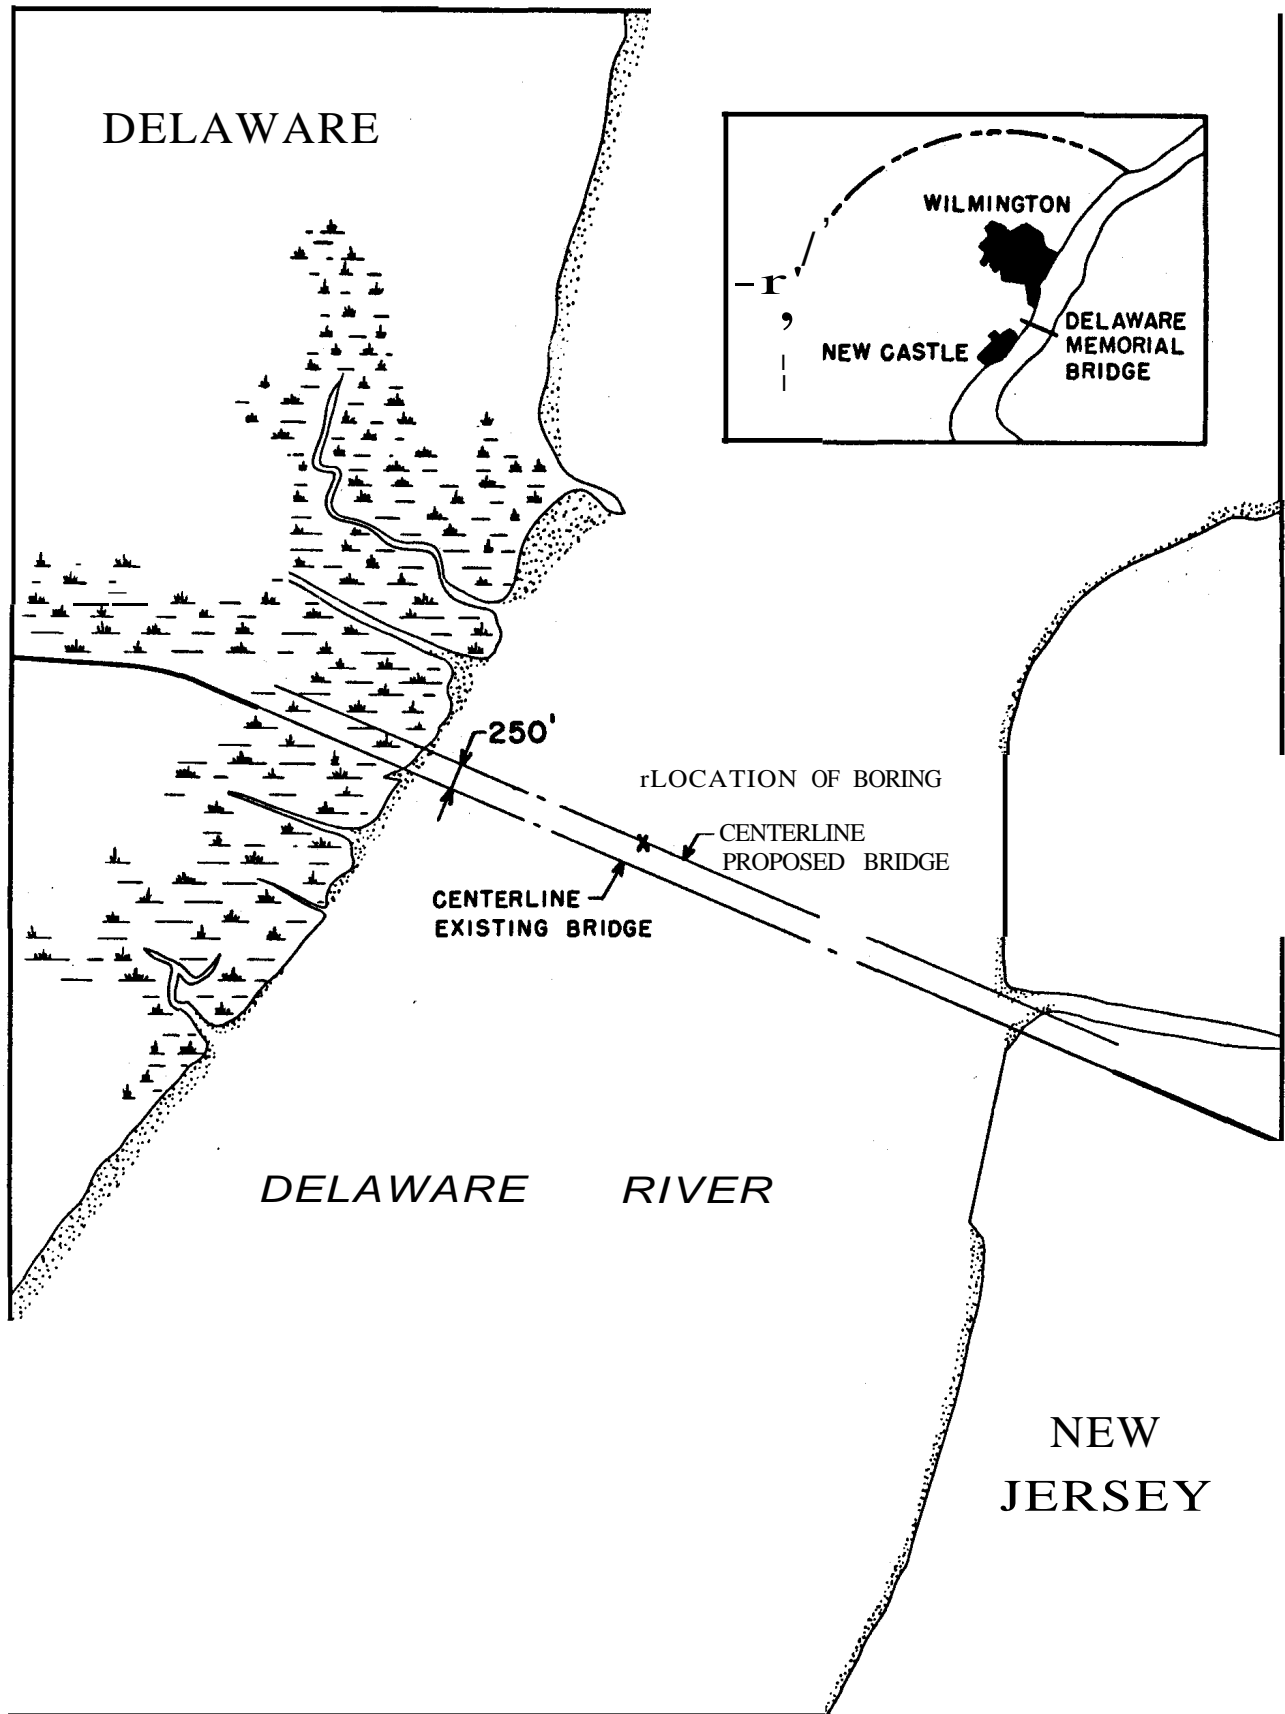 DELAWARE
WILMINGTON
DELAWARE
MEMORIAL
BRIDGE
NEW CASTLE
250'
LOCATION OF BORING
CENTERLINE
PROPOSED BRIDGE
CENTERLINE
EXISTING BRIDGE
DELAWARE RIVER
NEW
JERSEY